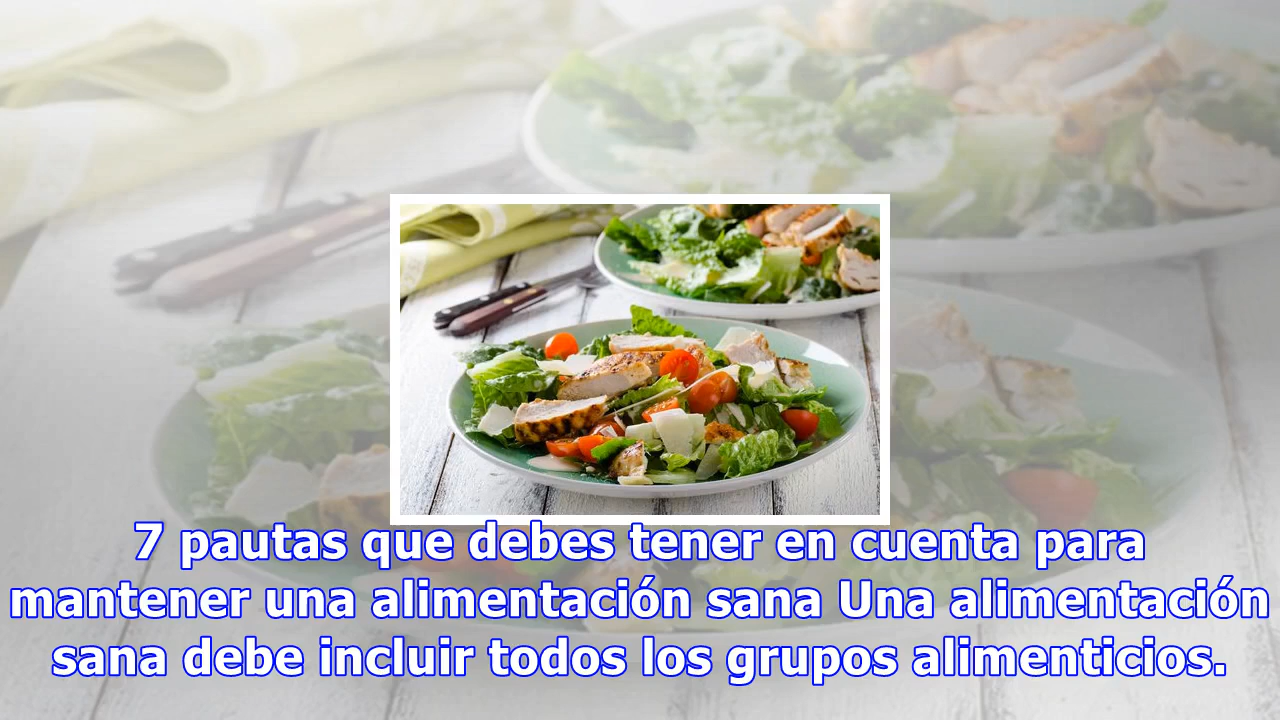 7 pautas que debes tener en cuenta para
mantener una alimentación sana Una alimentación
sana debe incluir todos los grupos alimenticios.